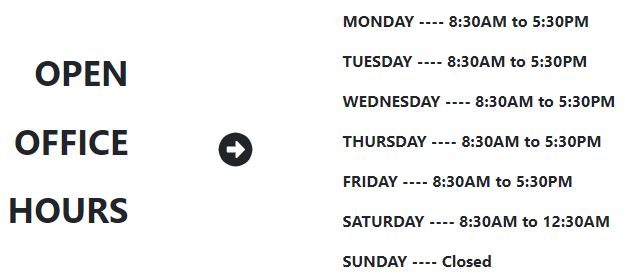 OPEN
OFFICE
HOURS
MONDAY ---- 8:30AM to 5:30PM
TUESDAY ---- 8:30AM to 5:30PM
WEDNESDAY ---- 8:30AM to 5:30PM
THURSDAY ---- 8:30AM to 5:30PM
FRIDAY ---- 8:30AM to 5:30PM
SATURDAY ---- 8:30AM to 12:30AM
SUNDAY ---- Closed